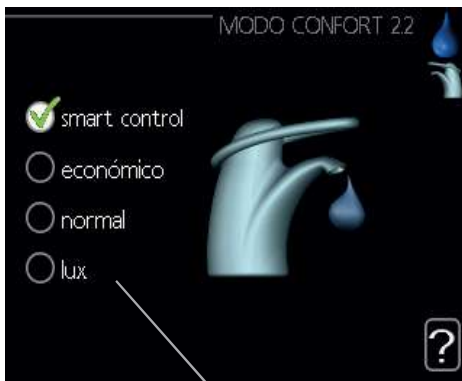 MODO CONFORT 2.2
smart control
económico
normal
lux
?